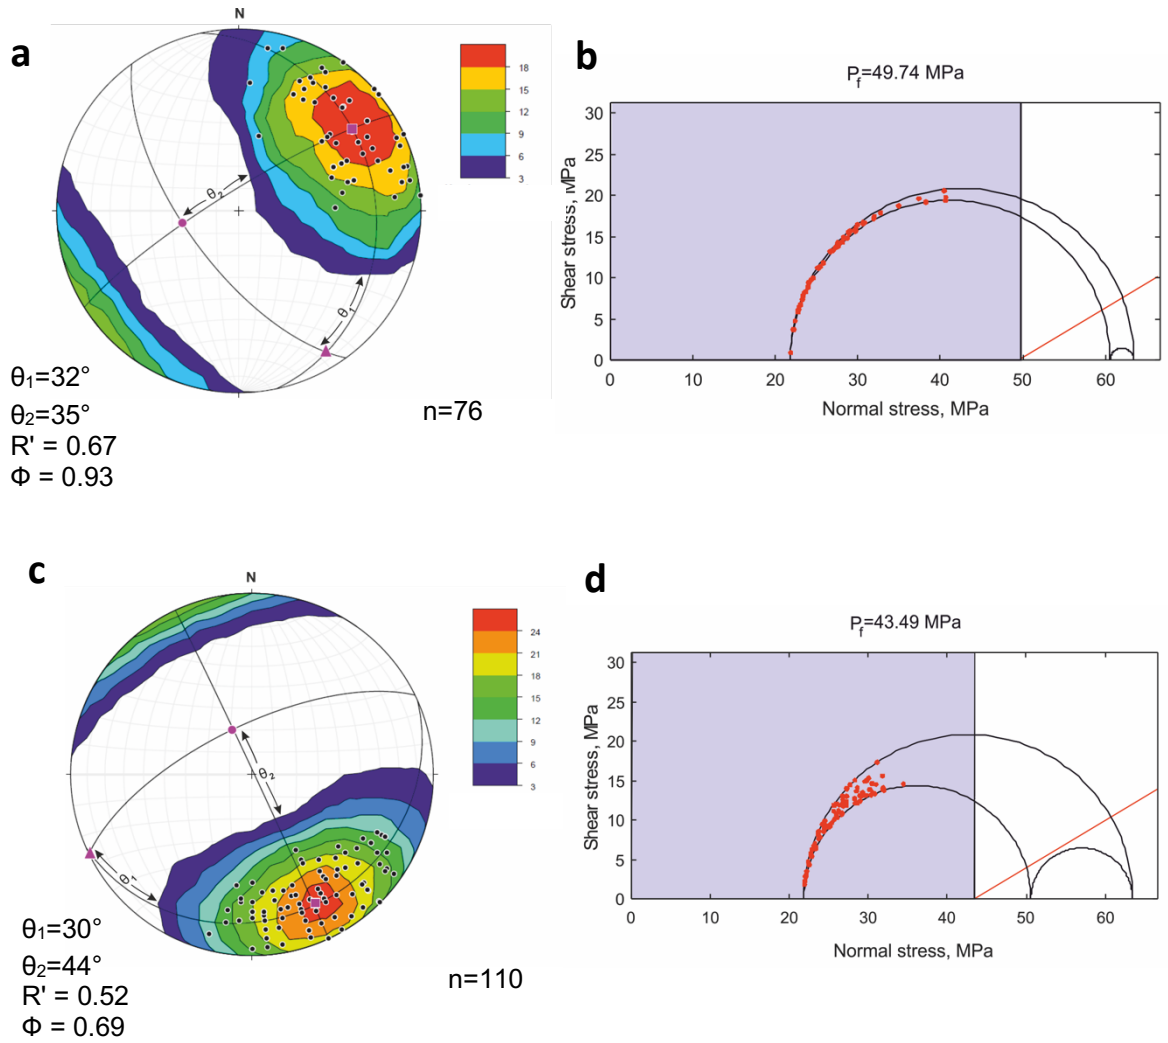 a
N
18
15
12
9
6
3
θ2
θ1
θ1=32°
θ2=35°
R' = 0.67
Φ = 0.93
n=76
b
Pf=49.74 MPa
Shear stress, MPa
30
25
20
15
10
5
0
0 10 20 30 40 50 60
Normal stress, MPa
c
N
24
21
18
15
12
9
6
3
θ2
θ1
θ1=30°
θ2=44°
R' = 0.52
Φ = 0.69
n=110
d
Pf=43.49 MPa
Shear stress, MPa
30
25
20
15
10
5
0
0 10 20 30 40 50 60
Normal stress, MPa